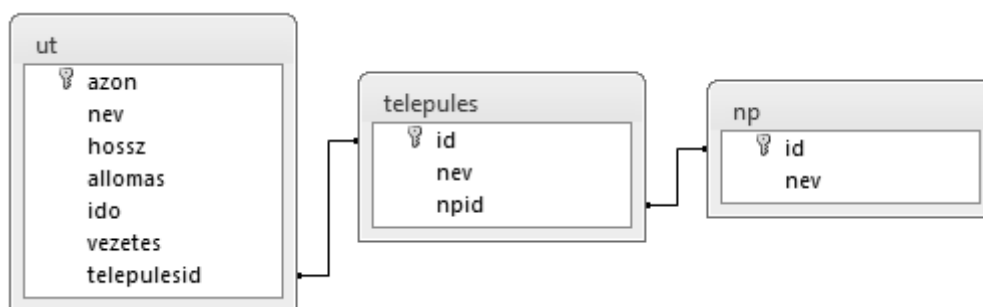 ut
azon
nev
hossz
allomas
ido
vezetes
telepulesid
telepules
id
nev
npid
np
id
nev